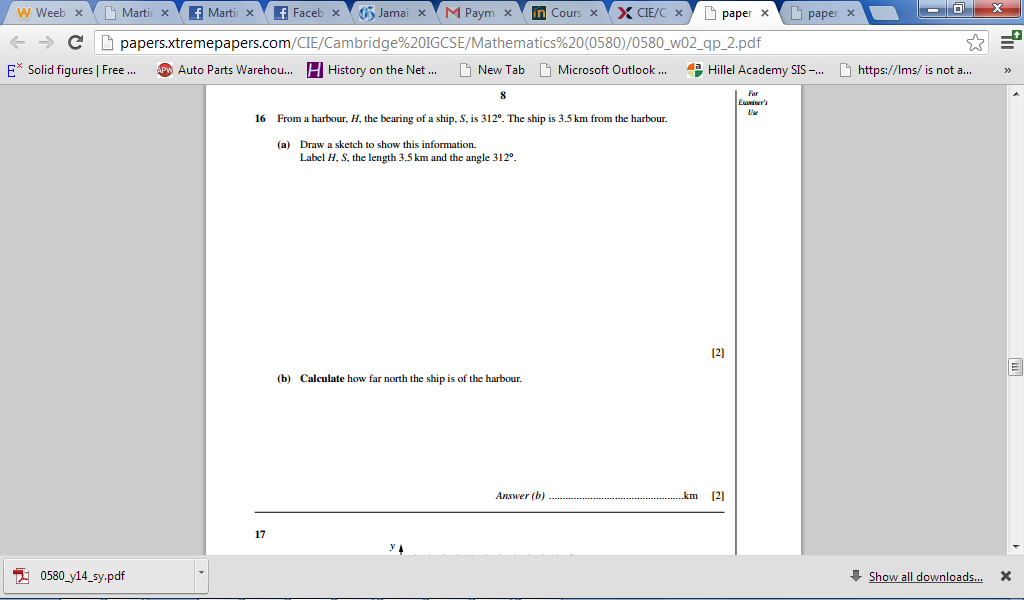 Weeb
Martin
Martin
Faceb
Jamai
Paym
Cours
CIE/C
paper
paper
papers.xtremepapers.com/CIE/Cambridge%20IGCSE/Mathematics%20(0580)/0580_w02_qp_2.pdf
Solid figures | Free ...
APW Auto Parts Warehou...
H History on the Net ...
New Tab
Microsoft Outlook ...
Hillel Academy SIS –...
https://lms/ is not a...
»
8
For
Examiner's
Use
16 From a harbour, H, the bearing of a ship, S, is 312°. The ship is 3.5 km from the harbour.
(a) Draw a sketch to show this information.
Label H, S, the length 3.5 km and the angle 312°.
[2]
(b) Calculate how far north the ship is of the harbour.
Answer (b) ..................................................km [2]
17
y
0580_y14_sy.pdf
Show all downloads...